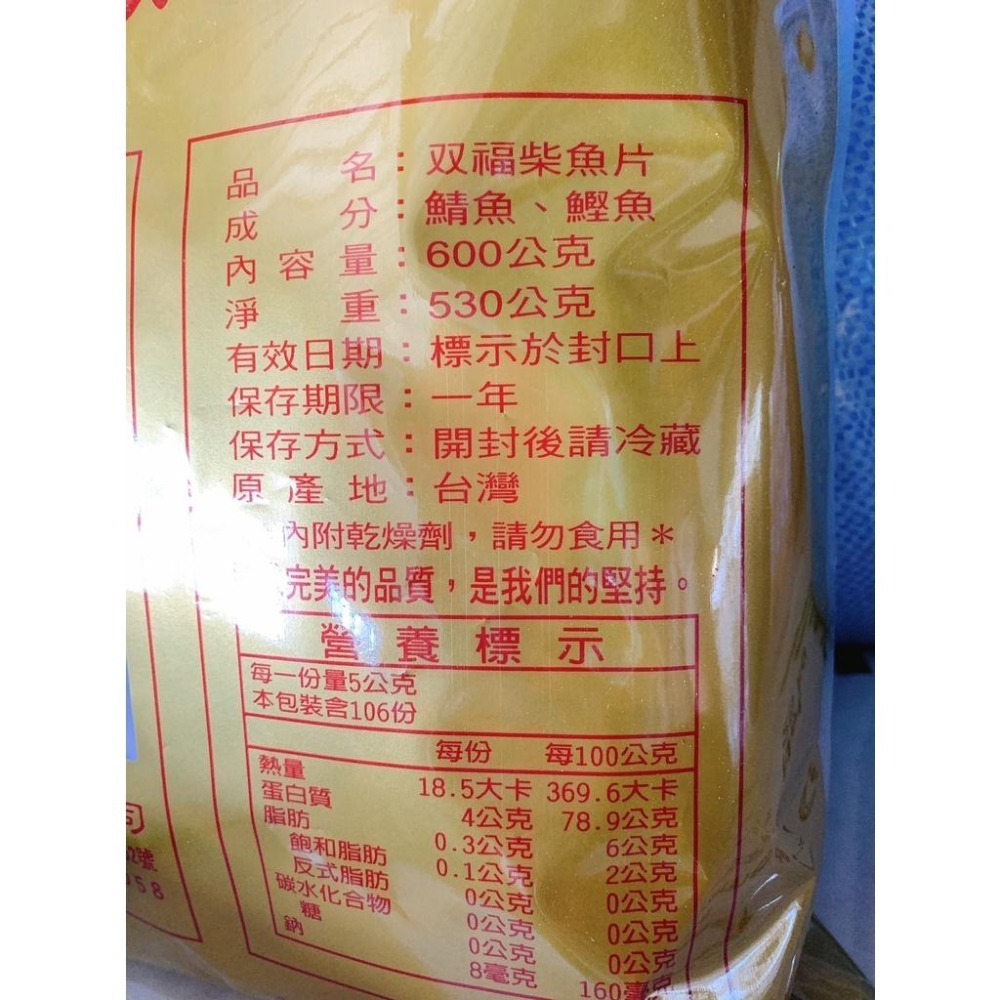 品名：双福柴魚片
成分：鯖魚、鰹魚
內容量：600公克
淨重：530公克
有效日期：標示於封口上
保存期限：一年
保存方式：開封後請冷藏
原產地：台灣
內附乾燥劑，請勿食用＊
完美的品質，是我們的堅持。
營養標示
每一份量5公克
本包裝含106份
每份 每100公克
熱量 18.5大卡 369.6大卡
蛋白質 4公克 78.9公克
脂肪 0.3公克 6公克
飽和脂肪 0.1公克 2公克
反式脂肪 0公克 0公克
碳水化合物 0公克 0公克
糖 0公克 0公克
鈉 8毫克 160毫克
司
2號
58